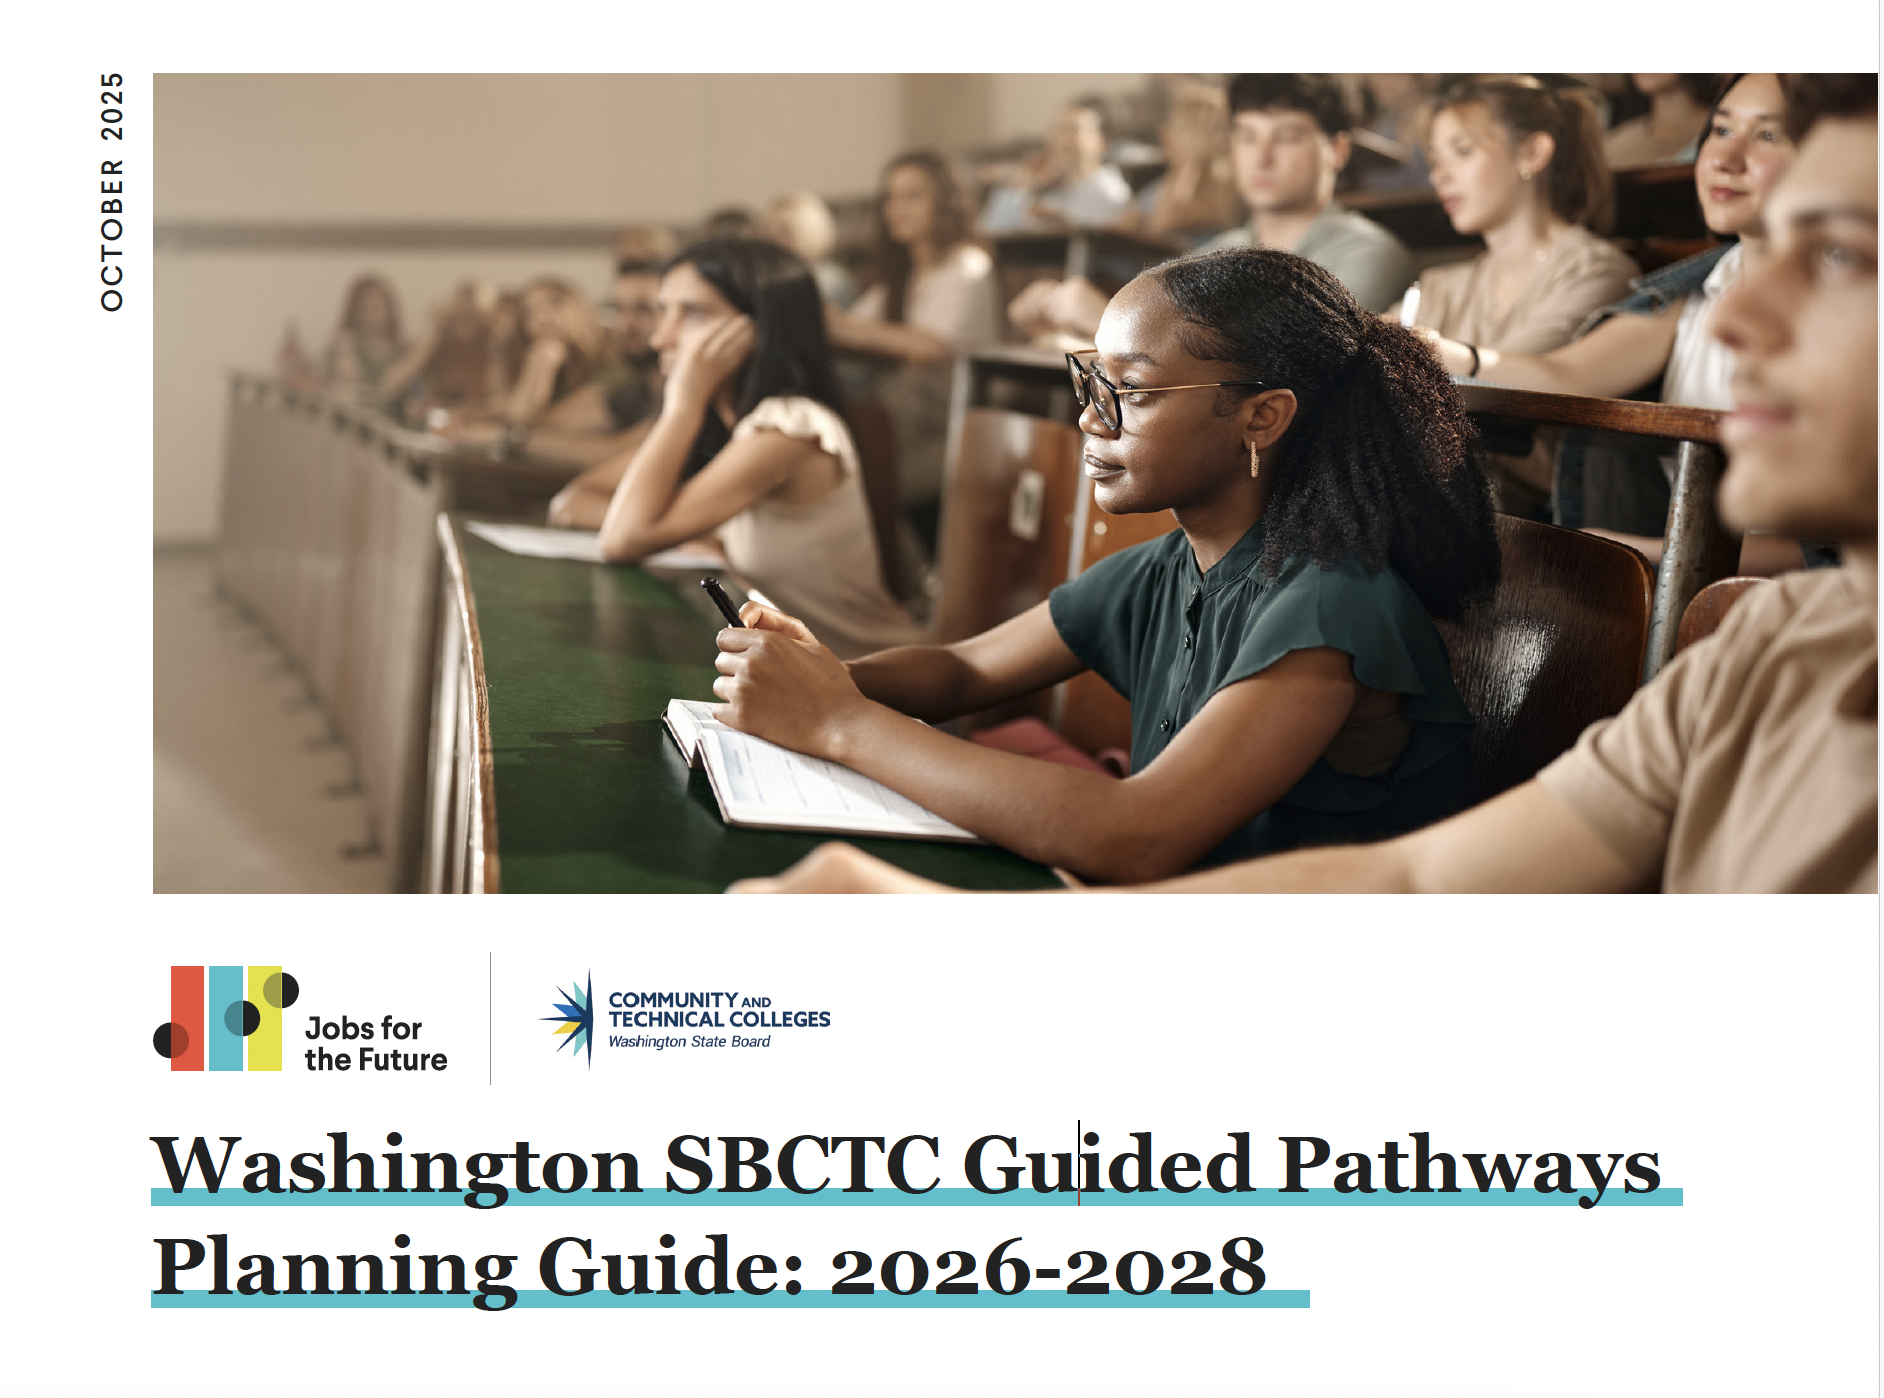 OCTOBER 2025
Jobs for
the Future
COMMUNITY AND
TECHNICAL COLLEGES
Washington State Board
Washington SBCTC Guided Pathways
Planning Guide: 2026-2028